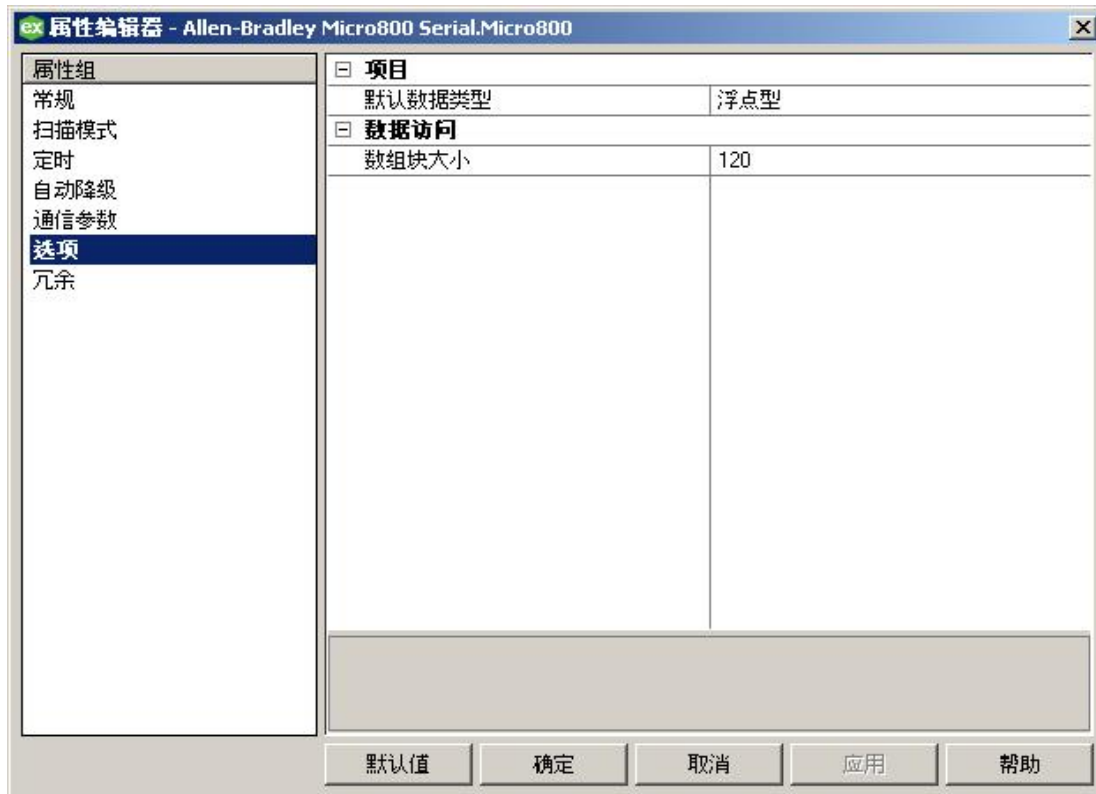 ex 属性编辑器 - Allen-Bradley Micro800 Serial.Micro800
属性组
常规
扫描模式
定时
自动降级
通信参数
选项
冗余
项目
默认数据类型 浮点型
数据访问
数组块大小 120
默认值 确定 取消 应用 帮助